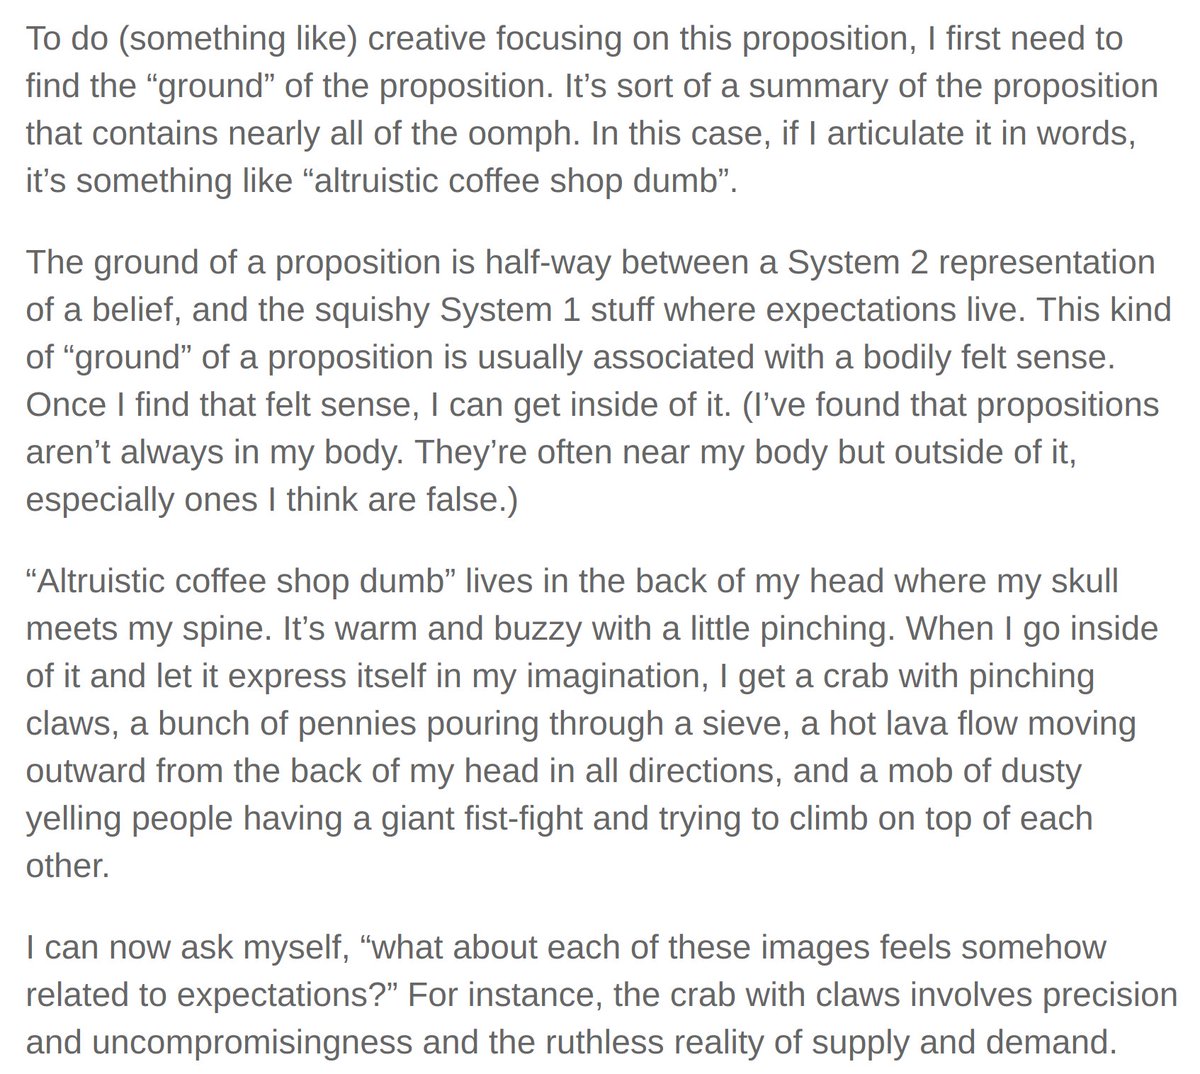 To do (something like) creative focusing on this proposition, I first need to
find the “ground” of the proposition. It’s sort of a summary of the proposition
that contains nearly all of the oomph. In this case, if I articulate it in words,
it’s something like “altruistic coffee shop dumb”.
The ground of a proposition is half-way between a System 2 representation
of a belief, and the squishy System 1 stuff where expectations live. This kind
of “ground” of a proposition is usually associated with a bodily felt sense.
Once I find that felt sense, I can get inside of it. (I’ve found that propositions
aren’t always in my body. They’re often near my body but outside of it,
especially ones I think are false.)
“Altruistic coffee shop dumb” lives in the back of my head where my skull
meets my spine. It’s warm and buzzy with a little pinching. When I go inside
of it and let it express itself in my imagination, I get a crab with pinching
claws, a bunch of pennies pouring through a sieve, a hot lava flow moving
outward from the back of my head in all directions, and a mob of dusty
yelling people having a giant fist-fight and trying to climb on top of each
other.
I can now ask myself, “what about each of these images feels somehow
related to expectations?” For instance, the crab with claws involves precision
and uncompromisingness and the ruthless reality of supply and demand.